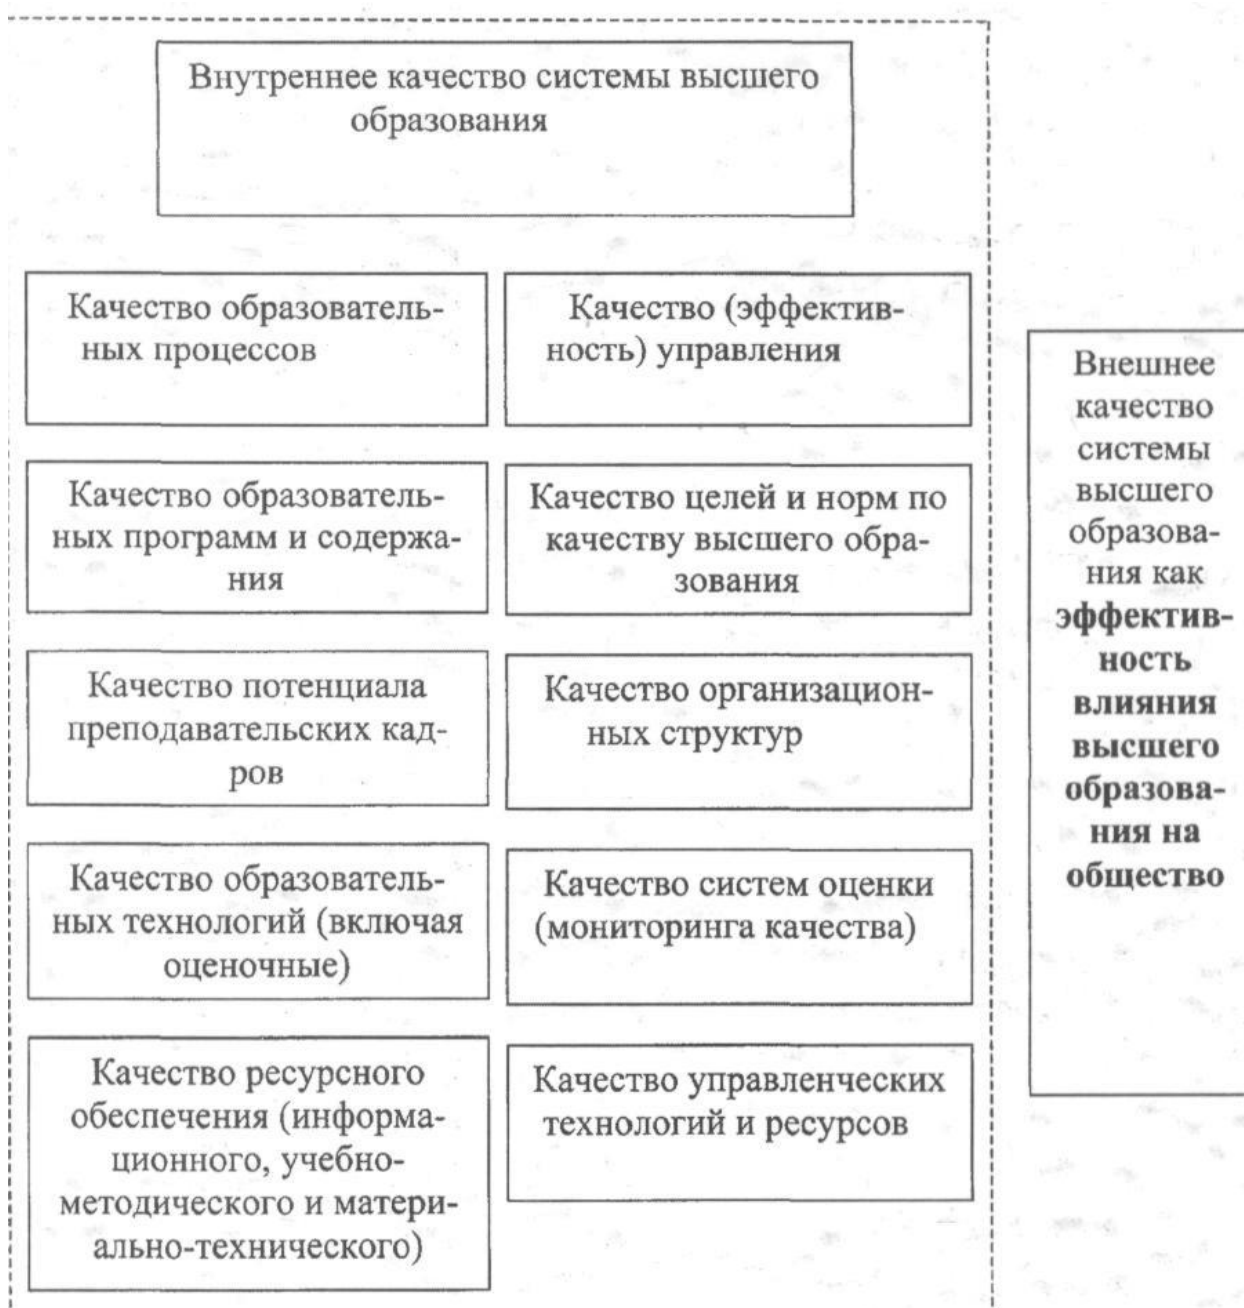 Внутреннее качество системы высшего
образования
Качество образователь-
ных процессов
Качество (эффектив-
ность) управления
Качество образователь-
ных программ и содержа-
ния
Качество целей и норм по
качеству высшего обра-
зования
Качество потенциала
преподавательских кад-
ров
Качество организацион-
ных структур
Качество образователь-
ных технологий (включая
оценочные)
Качество систем оценки
(мониторинга качества)
Качество ресурсного
обеспечения (информа-
ционного, учебно-
методического и матери-
ально-технического)
Качество управленческих
технологий и ресурсов
Внешнее
качество
системы
высшего
образова-
ния как
эффектив-
ность
влияния
высшего
образова-
ния на
общество